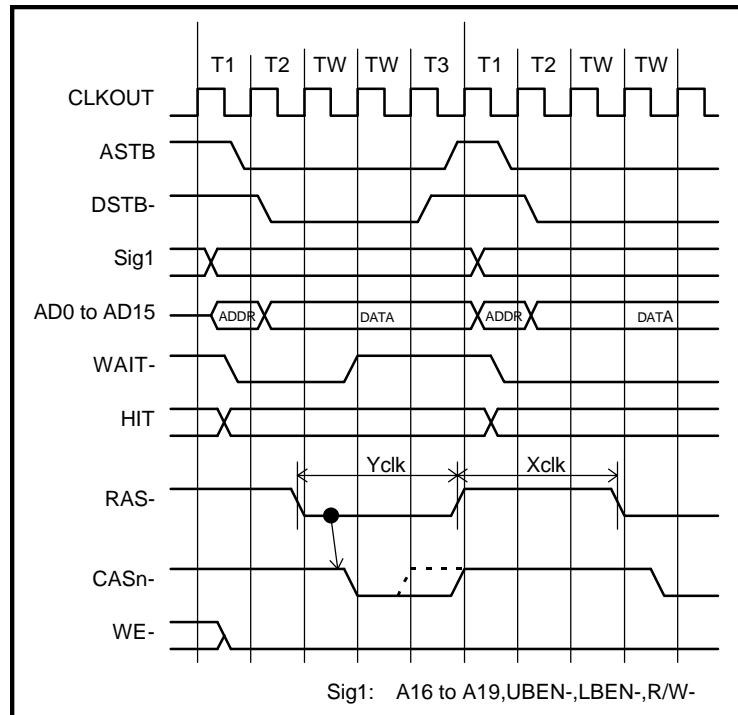 T1 T2 TW TW T3 T1 T2 TW TW
CLKOUT
ASTB
DSTB-
Sig1
AD0 to AD15 ADDR DATA ADDR DATA
WAIT-
HIT
Yclk Xclk
RAS-
CASn-
WE-
Sig1: A16 to A19,UBEN-,LBEN-,R/W-